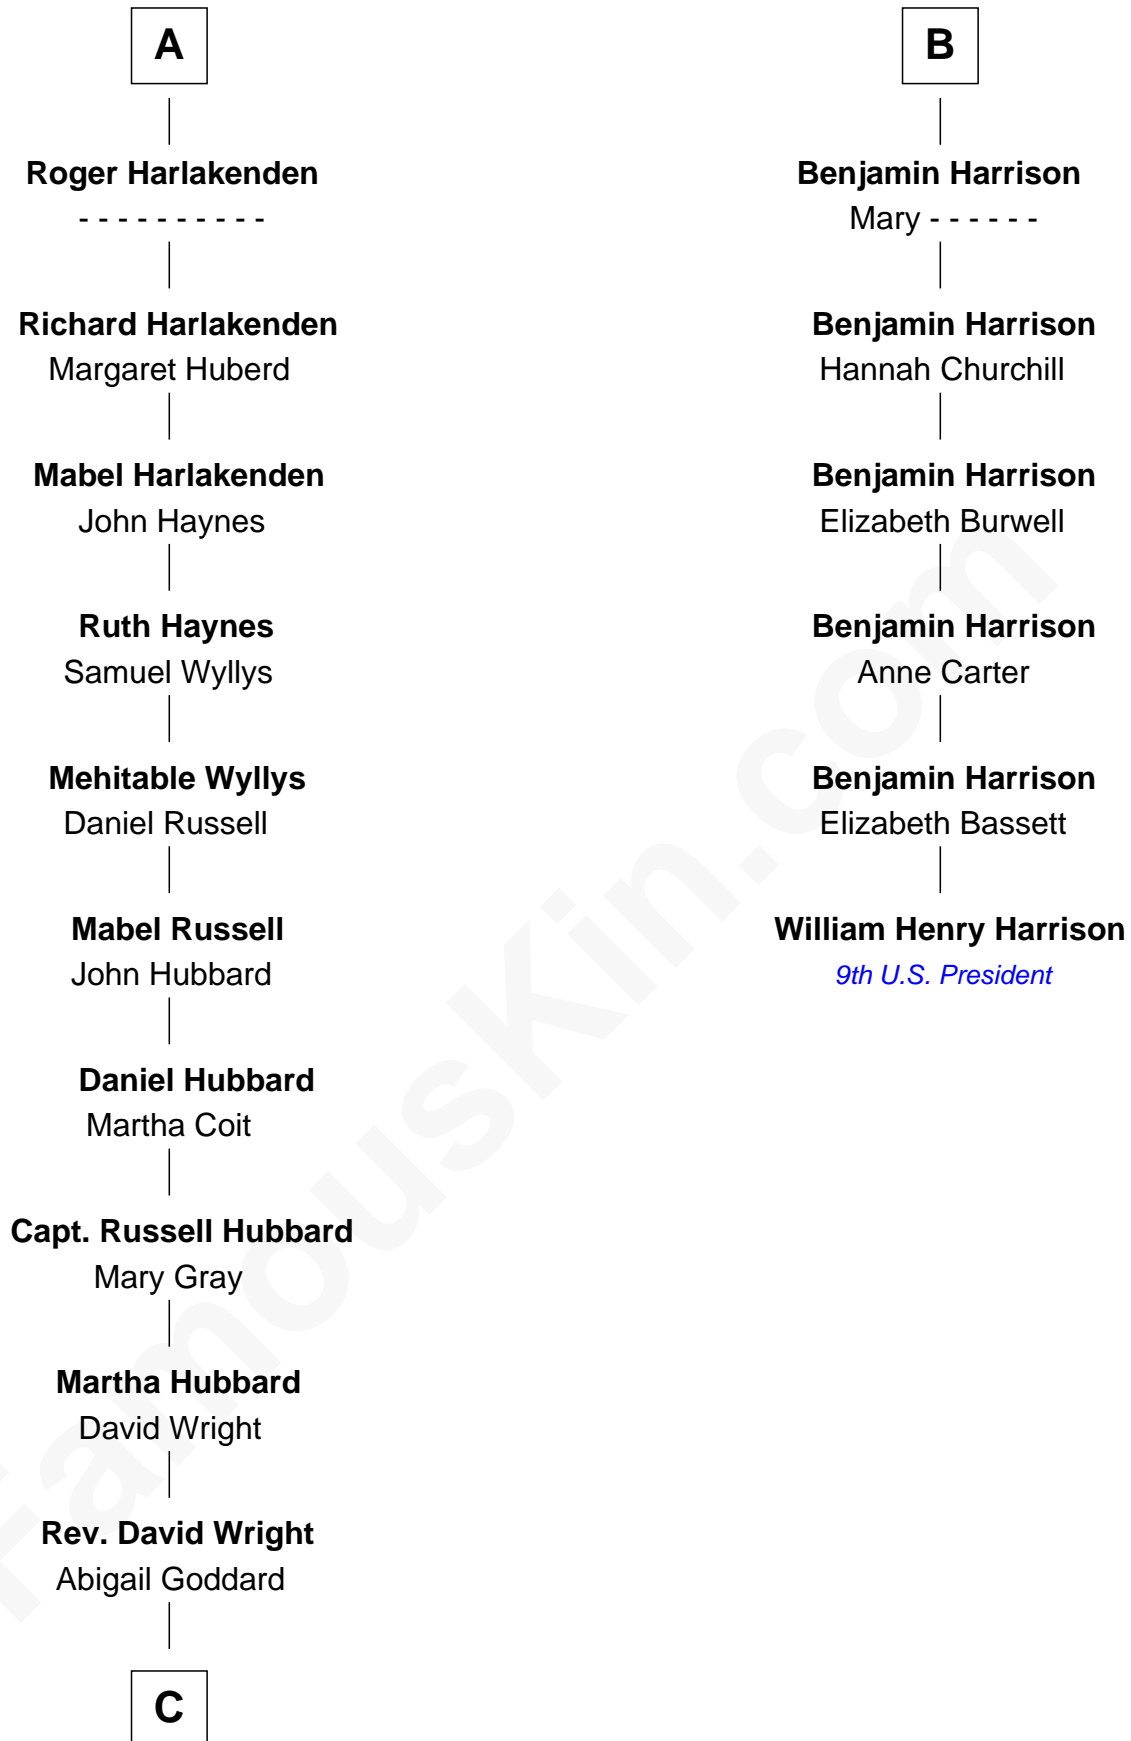 A
Roger Harlakenden
- - - - - - - - - -
Richard Harlakenden
Margaret Huberd
Mabel Harlakenden
John Haynes
Ruth Haynes
Samuel Wyllys
Mehitable Wyllys
Daniel Russell
Mabel Russell
John Hubbard
Daniel Hubbard
Martha Coit
Capt. Russell Hubbard
Mary Gray
Martha Hubbard
David Wright
Rev. David Wright
Abigail Goddard
C
B
Benjamin Harrison
Mary - - - - - -
Benjamin Harrison
Hannah Churchill
Benjamin Harrison
Elizabeth Burwell
Benjamin Harrison
Anne Carter
Benjamin Harrison
Elizabeth Bassett
William Henry Harrison
9th U.S. President
FamousKin.com